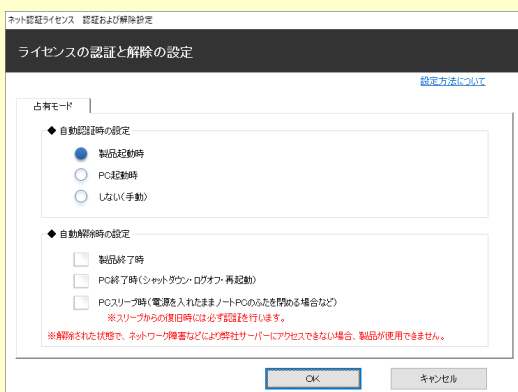 ネット認証ライセンス 認証および解除設定
ライセンスの認証と解除の設定
設定方法について
占有モード
◆ 自動認証時の設定
製品起動時
PC起動時
しない(手動)
◆ 自動解除時の設定
製品終了時
PC終了時(シャットダウン・ログオフ・再起動)
PCスリープ時(電源を入れたままノートPCのふたを閉める場合など)
※スリープからの復旧時には必ず認証を行います。
※解除された状態で、ネットワーク障害などにより弊社サーバーにアクセスできない場合、製品が使用できません。
OK キャンセル